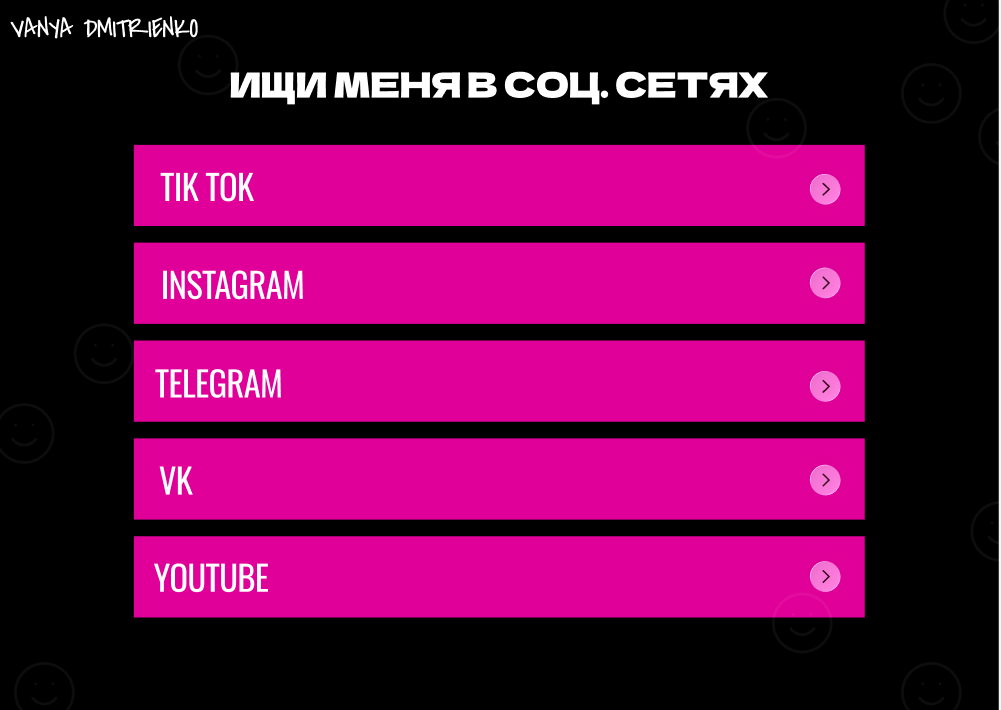 VANYA DMITRIENKO
ИЩИ МЕНЯ В СОЦ. СЕТЯХ
TIK TOK
INSTAGRAM
TELEGRAM
VK
YOUTUBE